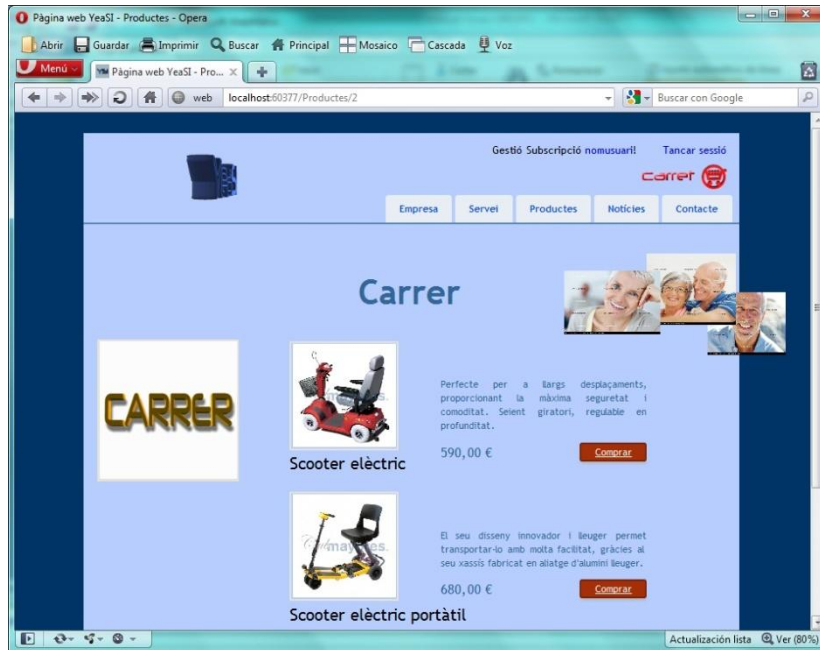 Pàgina web YeaSI - Productes - Opera
Abrir Guardar Imprimir Buscar Principal Mosaico Cascada Voz
Menú Pàgina web YeaSI - Pro...
web localhost:60377/Productes/2 Buscar con Google
Gestió Subscripció nomusuari! Tancar sessió
carret
Empresa Servei Productes Notícies Contacte
Carrer
CARRER
Perfecte per a llargs desplaçaments,
proporcionant la màxima seguretat i
comoditat. Seient giratori, regulable en
profunditat.
590,00 € Comprar
Scooter elèctric
El seu disseny innovador i lleuger permet
transportar-lo amb molta facilitat, gràcies al
seu xassís fabricat en aliatge d'alumini lleuger.
680,00 € Comprar
Scooter elèctric portàtil
Actualización lista Ver (80%)